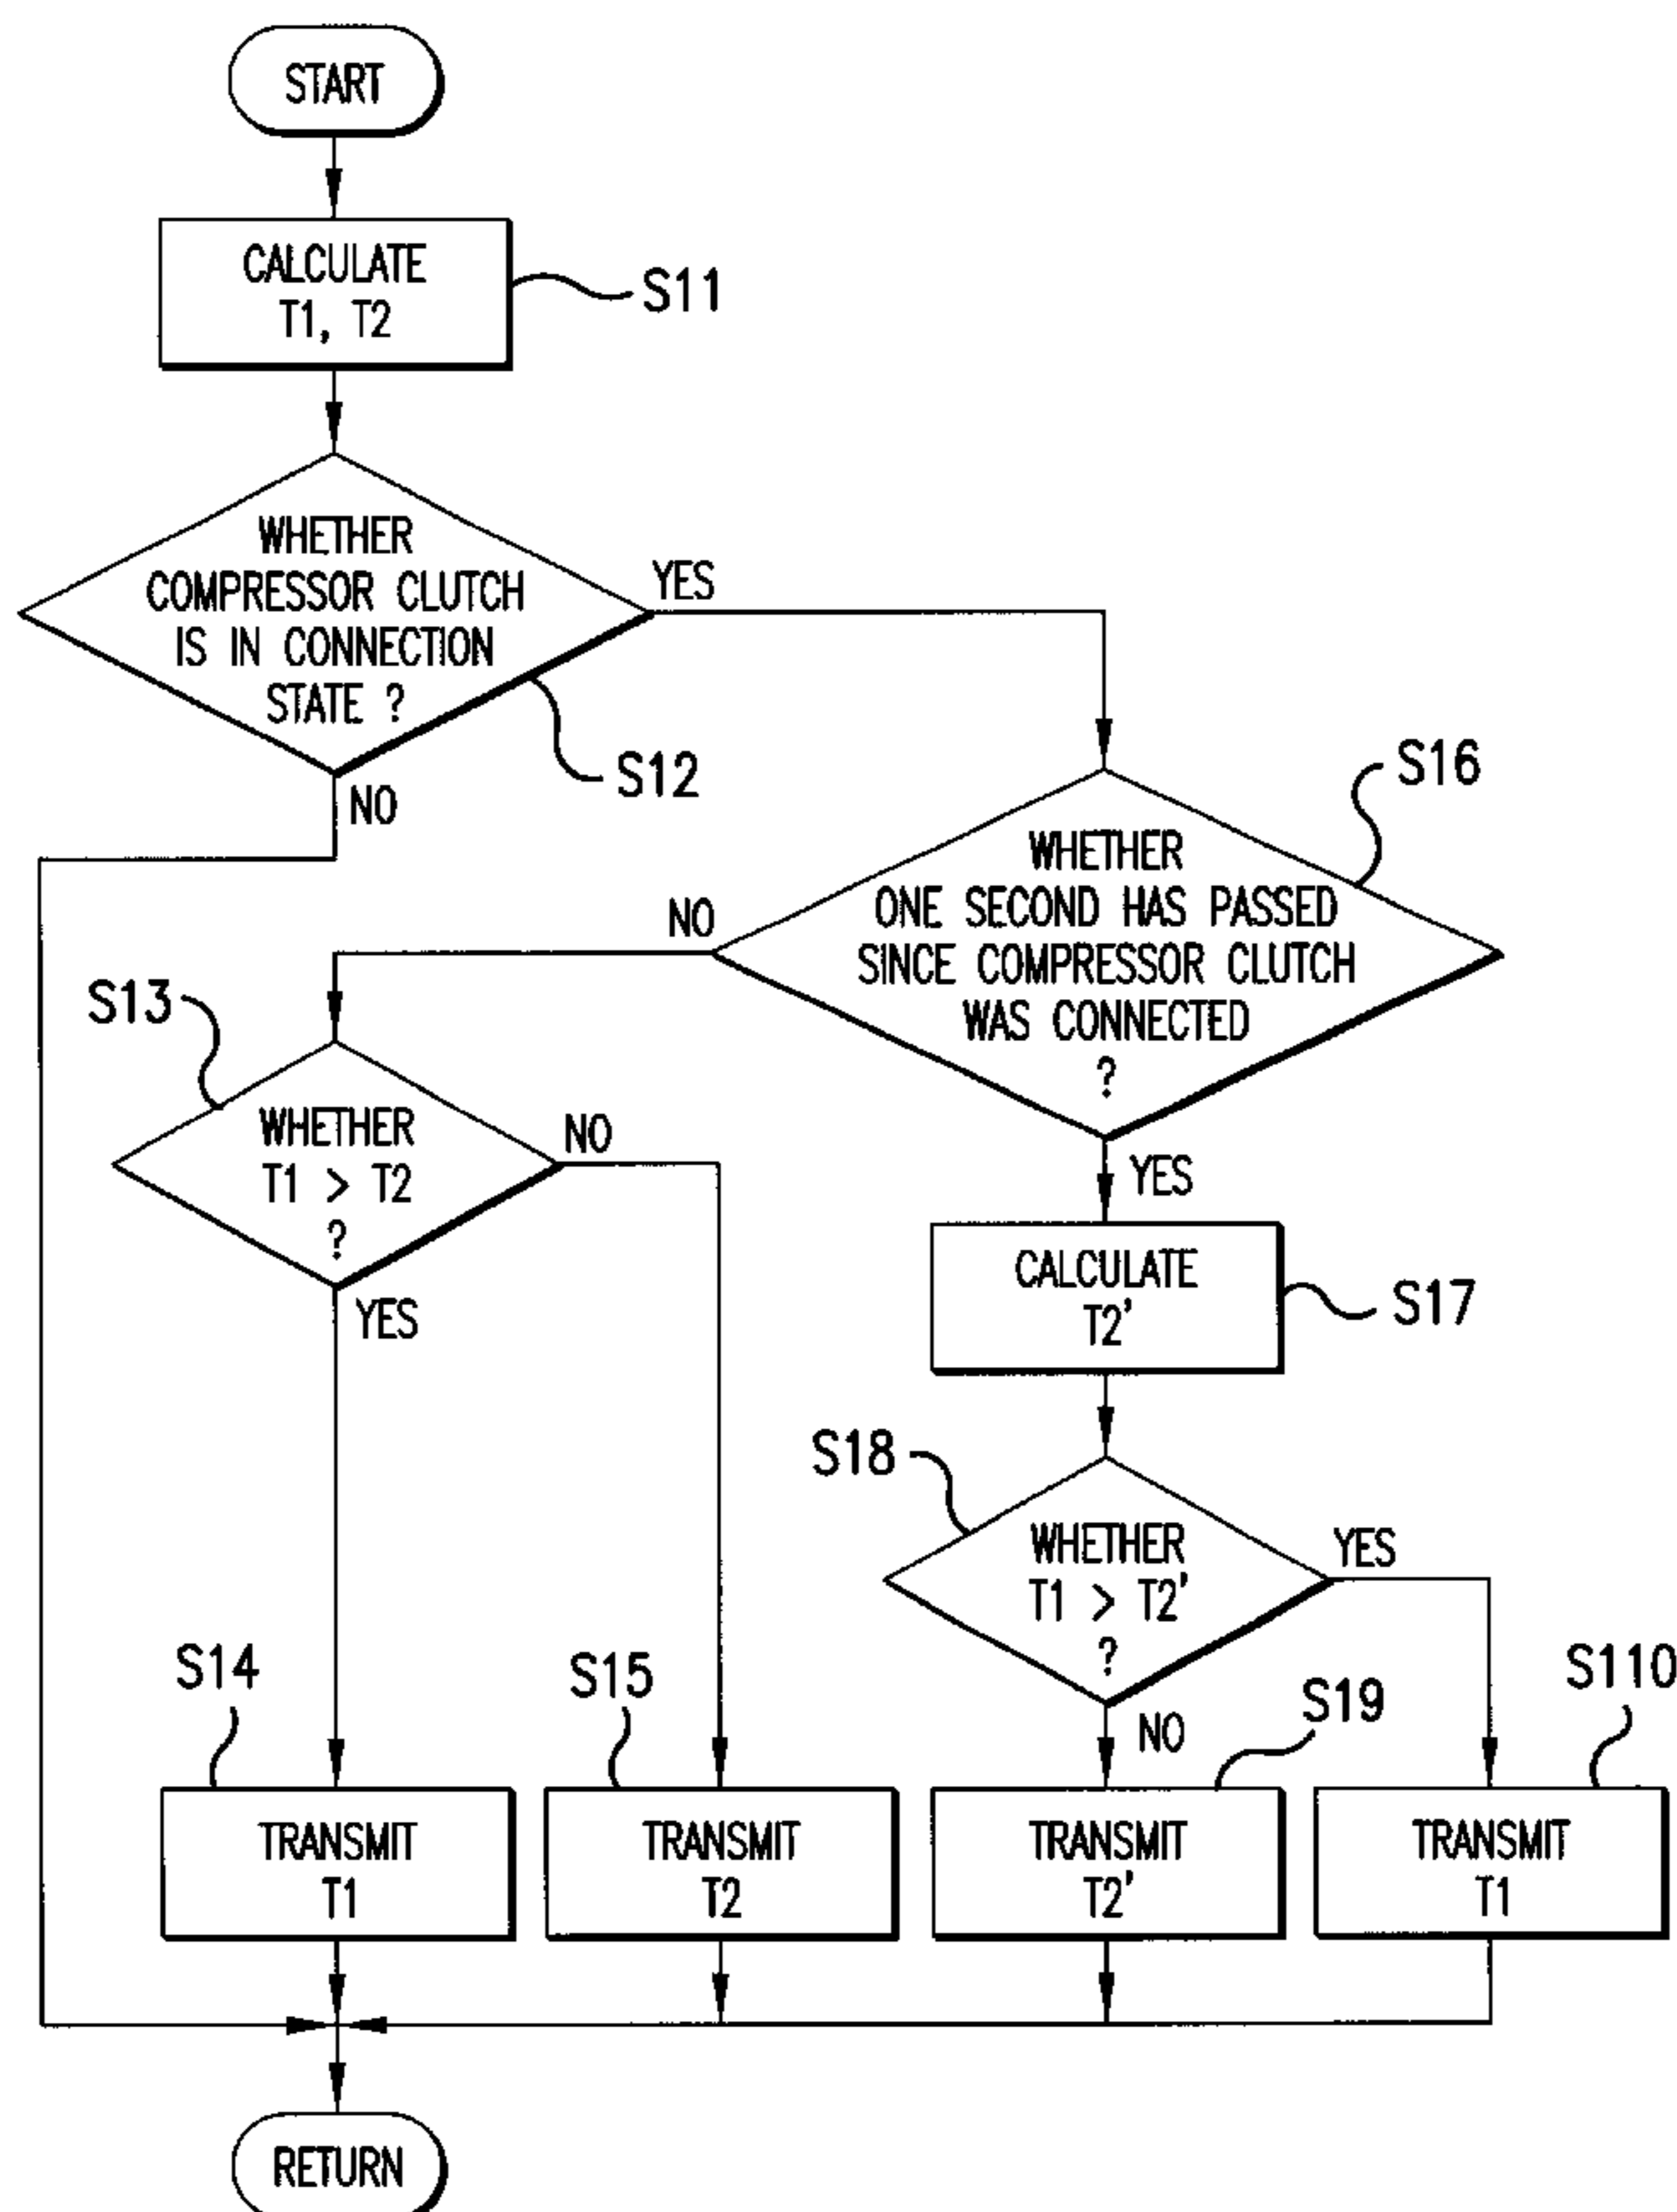 START
CALCULATE
T1, T2
S11
WHETHER
COMPRESSOR CLUTCH
IS IN CONNECTION
STATE ?
YES
S12
NO
S16
WHETHER
ONE SECOND HAS PASSED
SINCE COMPRESSOR CLUTCH
WAS CONNECTED
?
NO
YES
S13
WHETHER
T1 > T2
?
NO
YES
CALCULATE
T2'
S17
S18
WHETHER
T1 > T2'
?
YES
NO
S14
TRANSMIT
T1
S15
TRANSMIT
T2
S19
TRANSMIT
T2'
S110
TRANSMIT
T1
RETURN